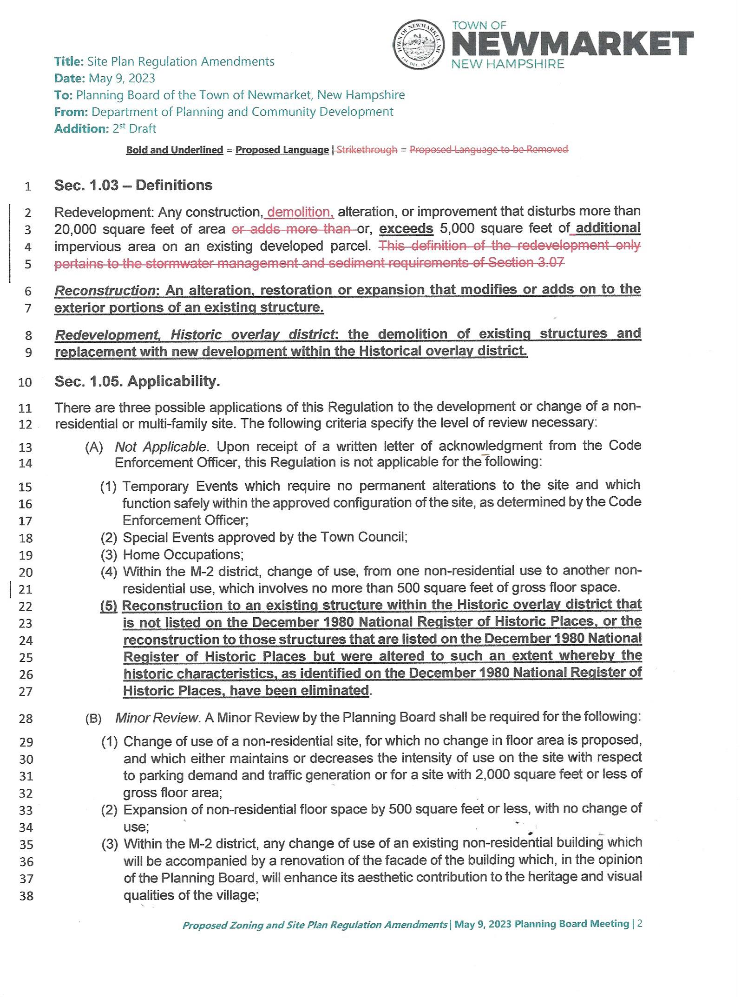 TOWN OF
NEWMARKET
NEW HAMPSHIRE
Title: Site Plan Regulation Amendments
Date: May 9, 2023
To: Planning Board of the Town of Newmarket, New Hampshire
From: Department of Planning and Community Development
Addition: 2st Draft
Bold and Underlined = Proposed Language | Strikethrough = Proposed Language to be Removed
1 Sec. 1.03 – Definitions
2 Redevelopment: Any construction, demolition, alteration, or improvement that disturbs more than
3 20,000 square feet of area or adds more than or, exceeds 5,000 square feet of additional
4 impervious area on an existing developed parcel. This definition of the redevelopment only
5 pertains to the stormwater management and sediment requirements of Section 3.07
6 Reconstruction: An alteration, restoration or expansion that modifies or adds on to the
7 exterior portions of an existing structure.
8 Redevelopment, Historic overlay district: the demolition of existing structures and
9 replacement with new development within the Historical overlay district.
10 Sec. 1.05. Applicability.
11 There are three possible applications of this Regulation to the development or change of a non-
12 residential or multi-family site. The following criteria specify the level of review necessary:
13 (A) Not Applicable. Upon receipt of a written letter of acknowledgment from the Code
14 Enforcement Officer, this Regulation is not applicable for the following:
15 (1) Temporary Events which require no permanent alterations to the site and which
16 function safely within the approved configuration of the site, as determined by the Code
17 Enforcement Officer;
18 (2) Special Events approved by the Town Council;
19 (3) Home Occupations;
20 (4) Within the M-2 district, change of use, from one non-residential use to another non-
21 residential use, which involves no more than 500 square feet of gross floor space.
22 (5) Reconstruction to an existing structure within the Historic overlay district that
23 is not listed on the December 1980 National Register of Historic Places, or the
24 reconstruction to those structures that are listed on the December 1980 National
25 Register of Historic Places but were altered to such an extent whereby the
26 historic characteristics, as identified on the December 1980 National Register of
27 Historic Places, have been eliminated.
28 (B) Minor Review. A Minor Review by the Planning Board shall be required for the following:
29 (1) Change of use of a non-residential site, for which no change in floor area is proposed,
30 and which either maintains or decreases the intensity of use on the site with respect
31 to parking demand and traffic generation or for a site with 2,000 square feet or less of
32 gross floor area;
33 (2) Expansion of non-residential floor space by 500 square feet or less, with no change of
34 use;
35 (3) Within the M-2 district, any change of use of an existing non-residential building which
36 will be accompanied by a renovation of the facade of the building which, in the opinion
37 of the Planning Board, will enhance its aesthetic contribution to the heritage and visual
38 qualities of the village;
Proposed Zoning and Site Plan Regulation Amendments | May 9, 2023 Planning Board Meeting | 2